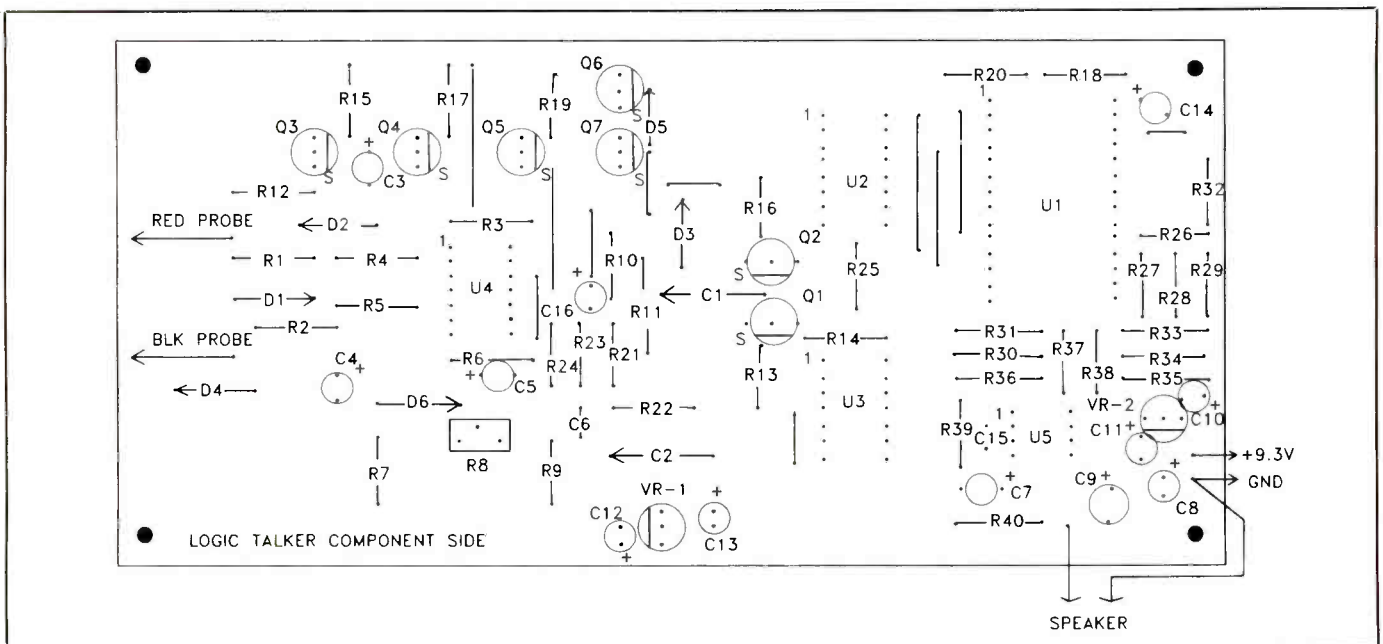 Q6
R20
R18
1
+
R15
R17
R19
C14
Q3
Q4
Q5
Q7
S
D5
1
+
C3
S
S
S
S
U2
U1
R12
R32
R16
RED PROBE
D2
R3
D3
R26
1
Q2
R1
R4
R10
R25
R27
R29
U4
+
S
D1
R5
C16
R11
C1
Q1
R28
R2
R23
S
R14
R31
R33
BLK PROBE
R6
R24
R21
1
R30
R37
R34
C4
+
+
C5
R13
R36
R38
R35
D4
D6
R22
U3
VR-2
+
C6
R39
C15
1
U5
C11
+
C10
R7
R8
R9
C2
+9.3V
VR-1
+
C7
+
C9
+
C8
GND
C12
+
C13
R40
LOGIC TALKER COMPONENT SIDE
SPEAKER